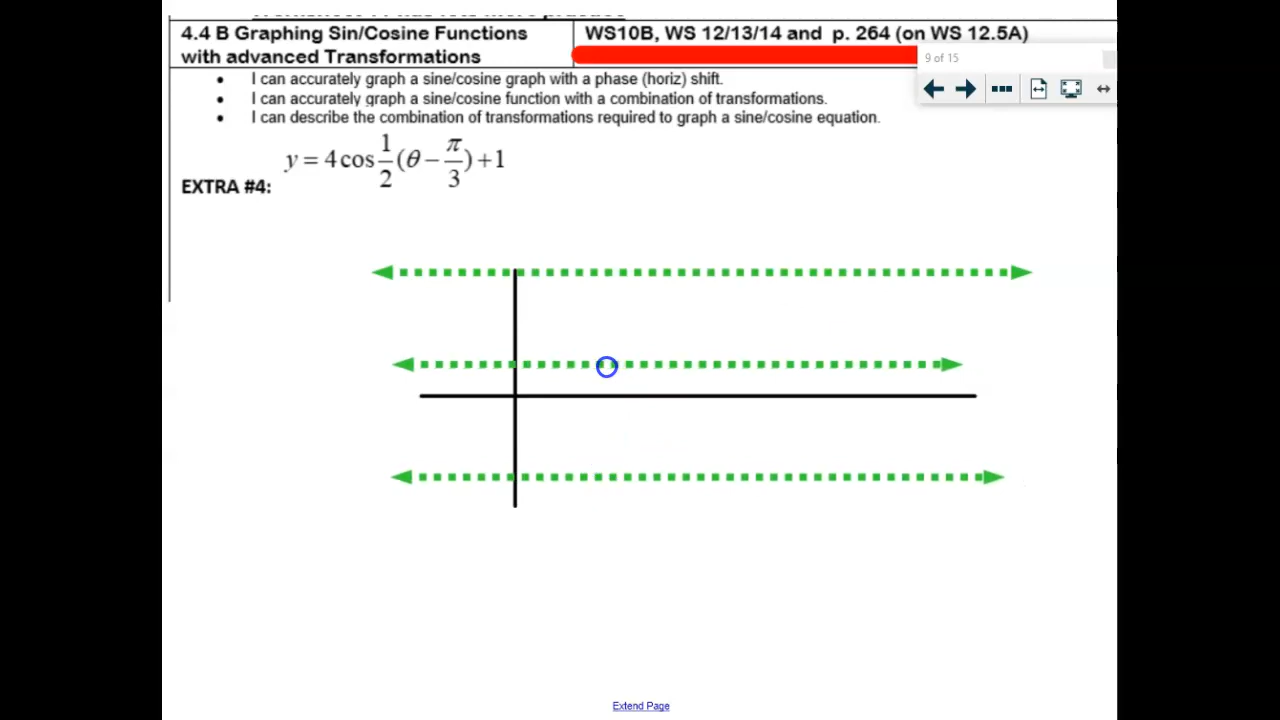 4.4 B Graphing Sin/Cosine Functions
with advanced Transformations
WS10B, WS 12/13/14 and p. 264 (on WS 12.5A)
9 of 15
• I can accurately graph a sine/cosine graph with a phase (horiz) shift.
• I can accurately graph a sine/cosine function with a combination of transformations.
• I can describe the combination of transformations required to graph a sine/cosine equation.
y = 4cos 1/2 (θ − π/3) + 1
EXTRA #4:
Extend Page